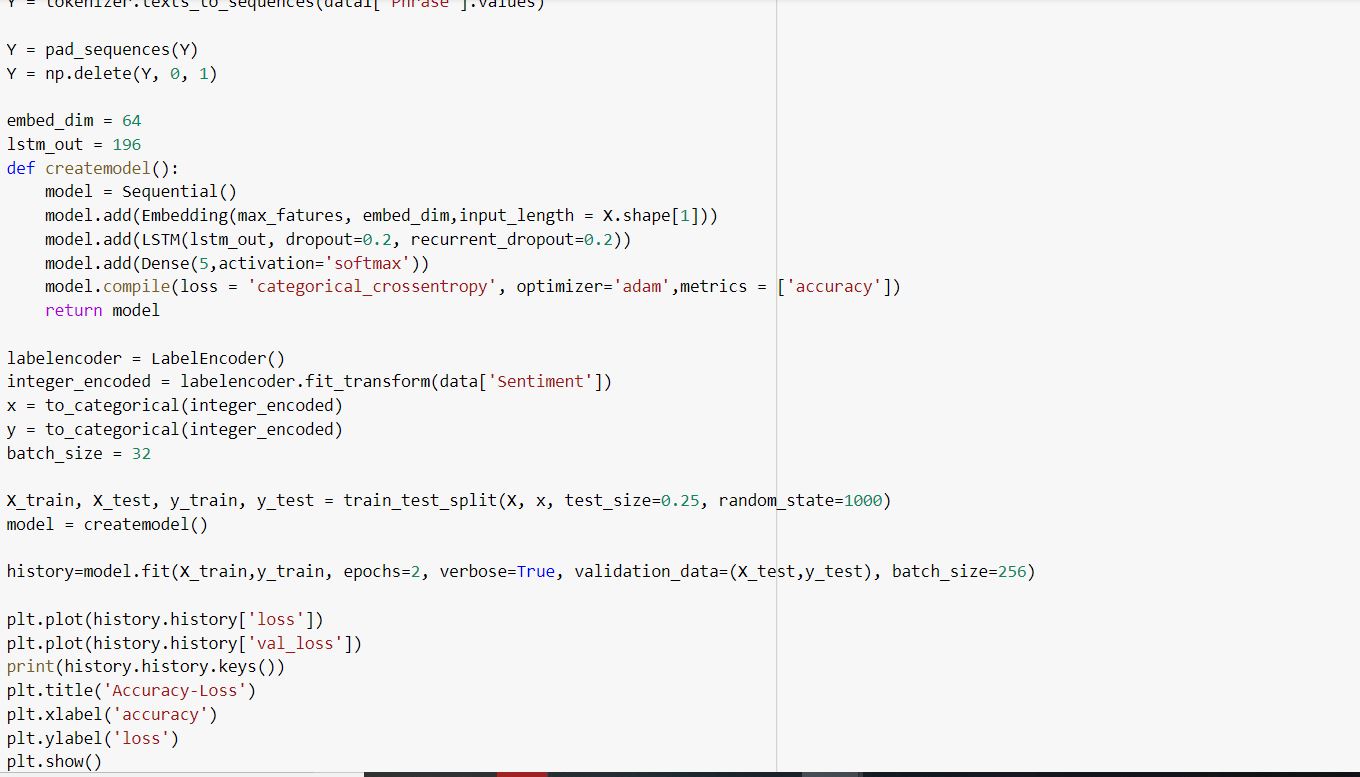 Y = tokenizer.texts_to_sequences(data1['Phrase'].values)
Y = pad_sequences(Y)
Y = np.delete(Y, 0, 1)
embed_dim = 64
lstm_out = 196
def createmodel():
    model = Sequential()
    model.add(Embedding(max_fatures, embed_dim,input_length = X.shape[1]))
    model.add(LSTM(lstm_out, dropout=0.2, recurrent_dropout=0.2))
    model.add(Dense(5,activation='softmax'))
    model.compile(loss = 'categorical_crossentropy', optimizer='adam',metrics = ['accuracy'])
    return model
labelencoder = LabelEncoder()
integer_encoded = labelencoder.fit_transform(data['Sentiment'])
x = to_categorical(integer_encoded)
y = to_categorical(integer_encoded)
batch_size = 32
X_train, X_test, y_train, y_test = train_test_split(X, x, test_size=0.25, random_state=1000)
model = createmodel()
history=model.fit(X_train,y_train, epochs=2, verbose=True, validation_data=(X_test,y_test), batch_size=256)
plt.plot(history.history['loss'])
plt.plot(history.history['val_loss'])
print(history.history.keys())
plt.title('Accuracy-Loss')
plt.xlabel('accuracy')
plt.ylabel('loss')
plt.show()